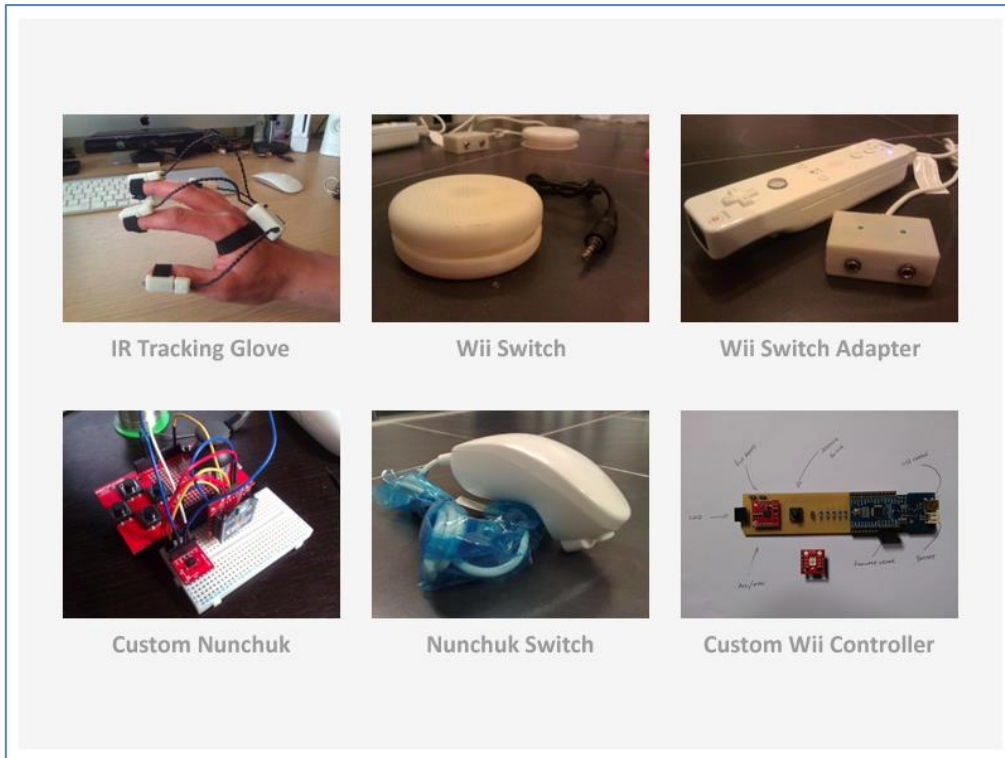 IR Tracking Glove
Wii Switch
Wii Switch Adapter
Custom Nunchuk
Nunchuk Switch
Custom Wii Controller